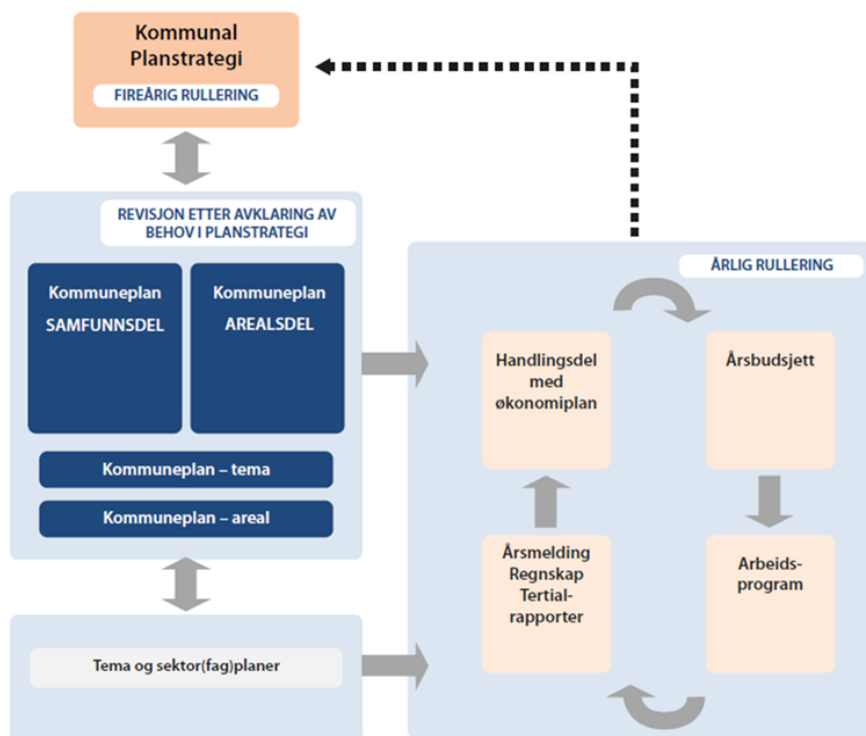 Kommunal
Planstrategi
FIREÅRIG RULLERING
REVISJON ETTER AVKLARING AV
BEHOV I PLANSTRATEGI
Kommuneplan
SAMFUNNSDEL
Kommuneplan
AREALSDEL
Kommuneplan – tema
Kommuneplan – areal
Tema og sektor(fag)planer
ÅRLIG RULLERING
Handlingsdel
med
økonomiplan
Årsbudsjett
Årsmelding
Regnskap
Tertial-
rapporter
Arbeids-
program